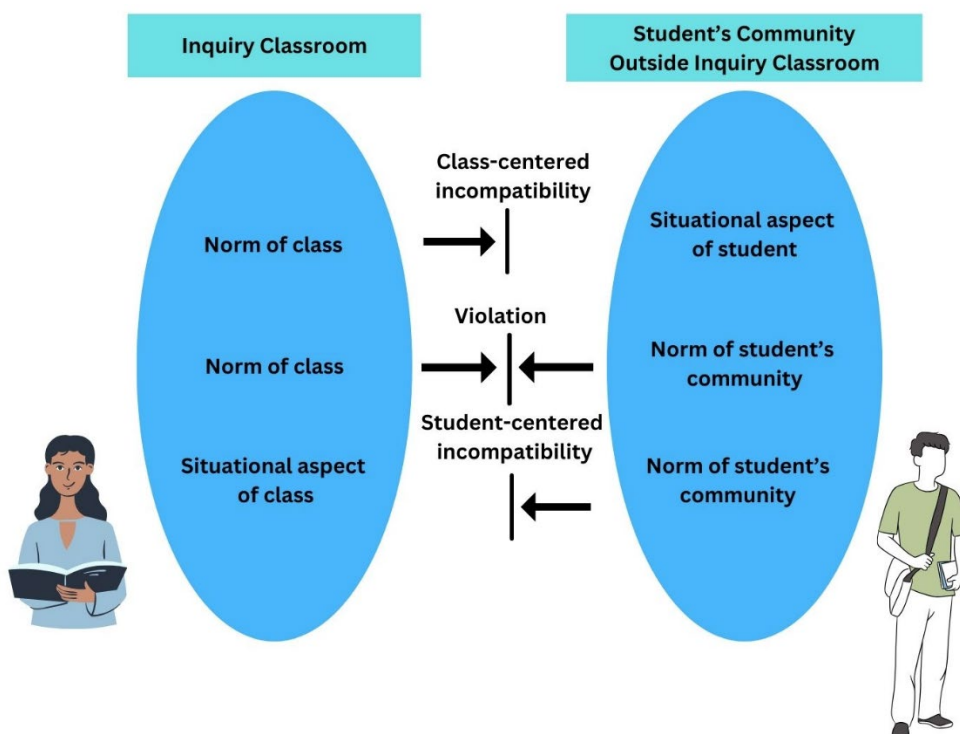 Inquiry Classroom
Student’s Community
Outside Inquiry Classroom
Class-centered
incompatibility
Norm of class
Situational aspect
of student
Violation
Norm of class
Norm of student’s
community
Student-centered
incompatibility
Situational aspect
of class
Norm of student’s
community